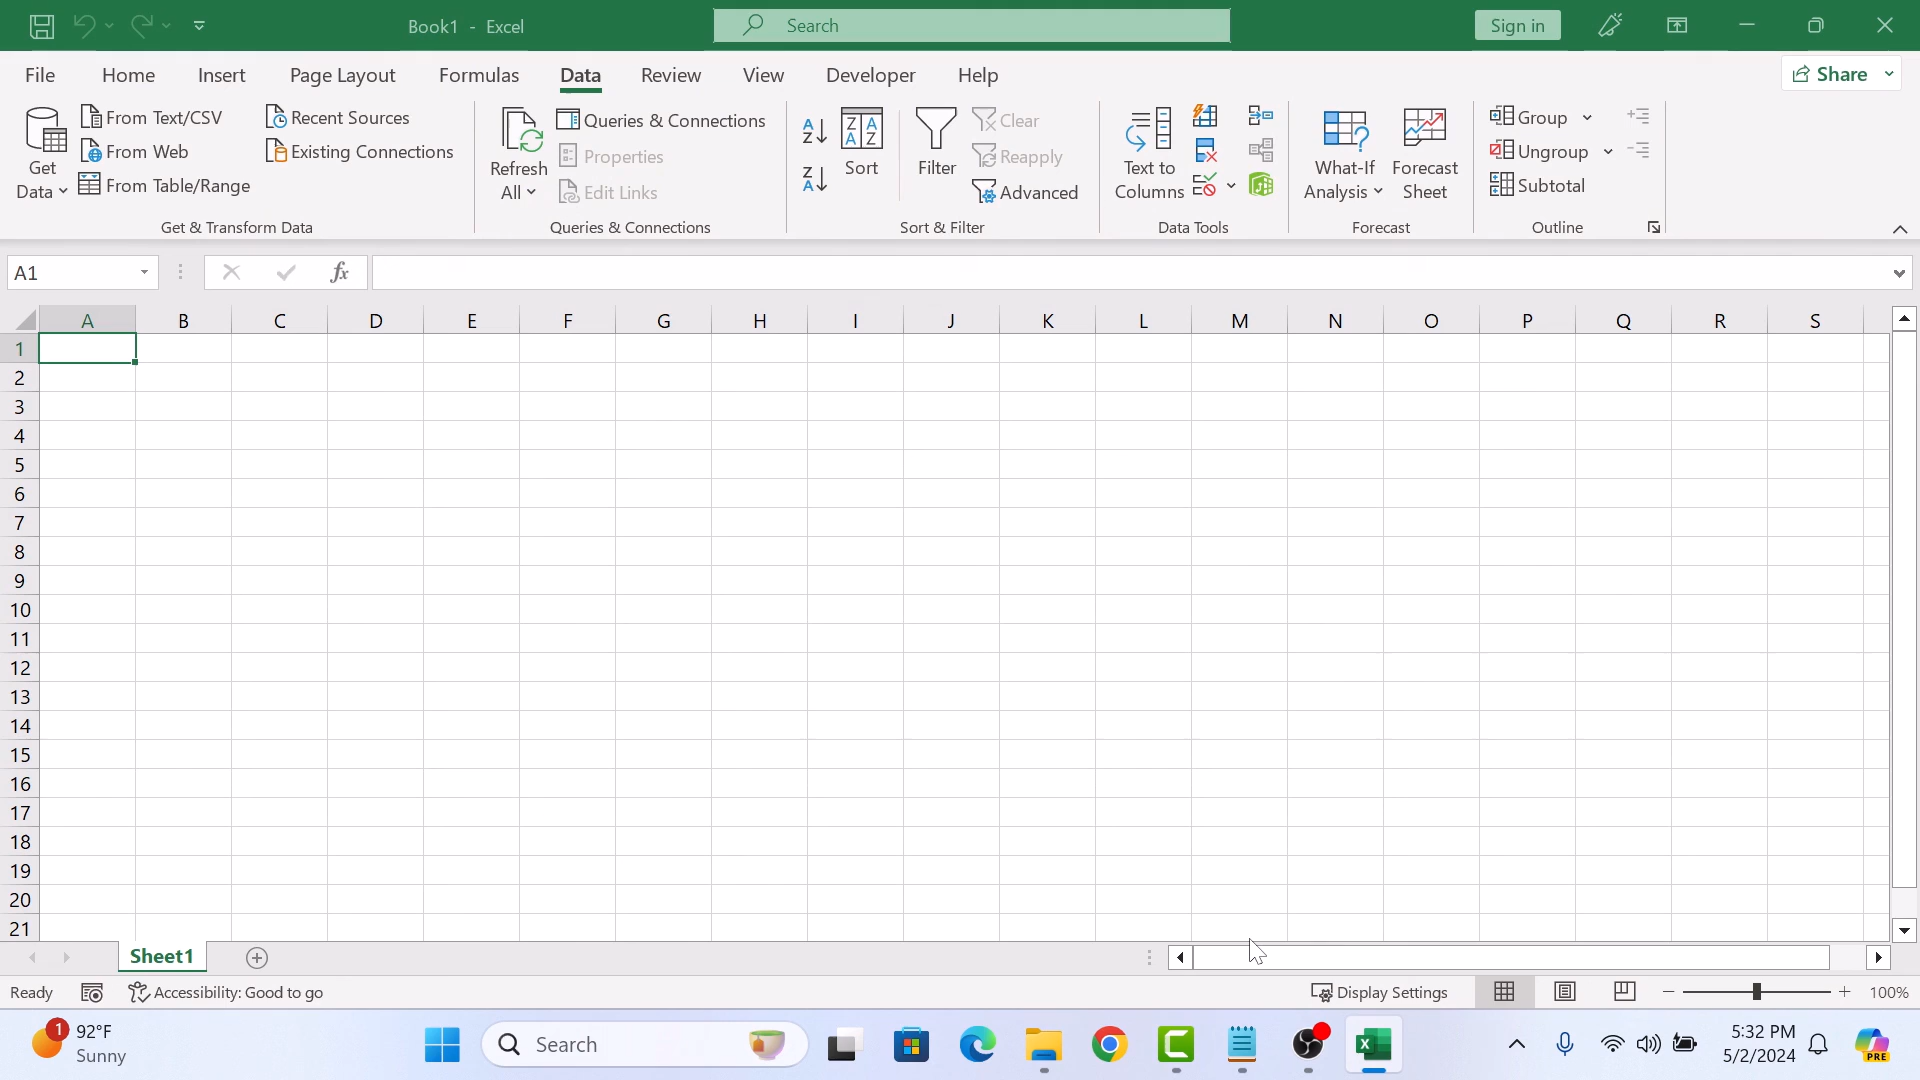 Book1 - Excel
Search
Sign in
File Home Insert Page Layout Formulas Data Review View Developer Help
Share
Get Data
From Text/CSV
From Web
From Table/Range
Recent Sources
Existing Connections
Get & Transform Data
Refresh All
Queries & Connections
Properties
Edit Links
Queries & Connections
A Z
Z A
Z A A Z
Sort
Filter
Clear
Reapply
Advanced
Sort & Filter
Text to Columns
Data Tools
What-If Analysis
Forecast Sheet
Forecast
Group
Ungroup
Subtotal
Outline
A1
fx
A B C D E F G H I J K L M N O P Q R S
1
2
3
4
5
6
7
8
9
10
11
12
13
14
15
16
17
18
19
20
21
Sheet1
Ready
Accessibility: Good to go
Display Settings
100%
1
92°F
Sunny
Search
5:32 PM
5/2/2024
PRE